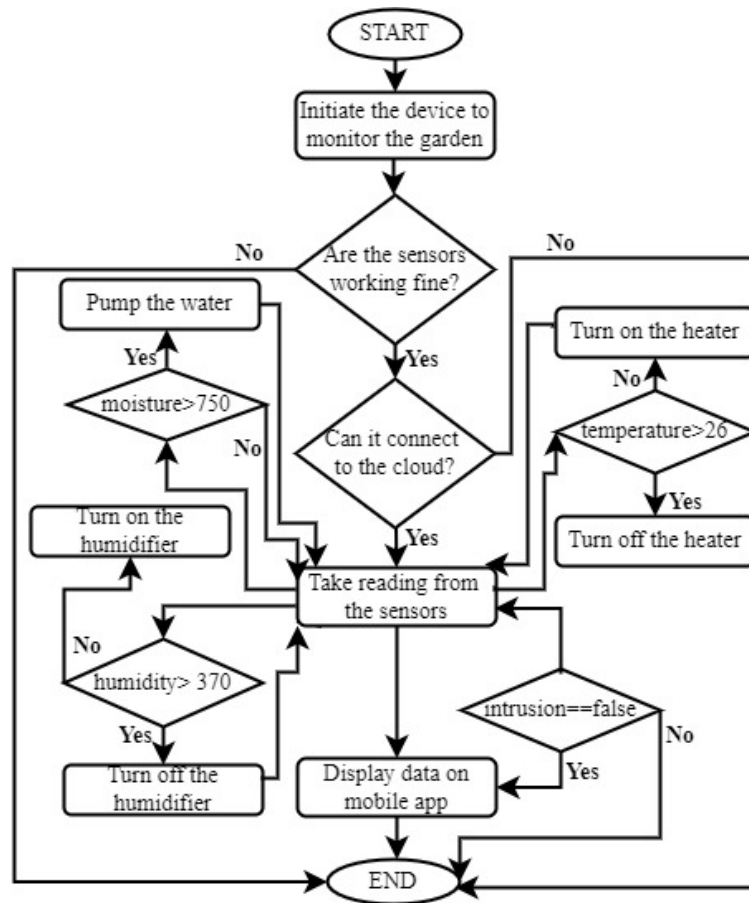 START
Initiate the device to
monitor the garden
No
Are the sensors
working fine?
No
Pump the water
Turn on the heater
Yes
Yes
No
moisture>750
temperature>26
No
Can it connect
to the cloud?
Yes
Turn on the
humidifier
Yes
Turn off the heater
Take reading from
the sensors
No
humidity> 370
intrusion==false
No
Yes
Yes
Turn off the
humidifier
Display data on
mobile app
END